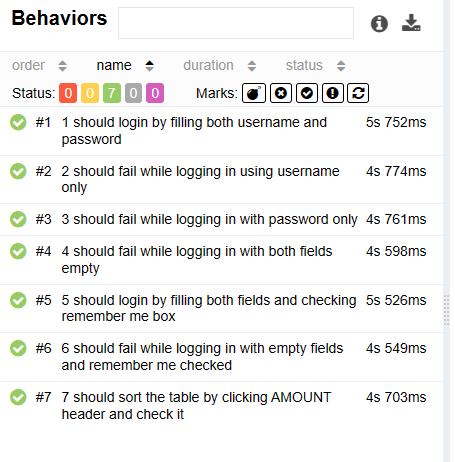 Behaviors
order name duration status
Status: 0 0 7 0 0 Marks:
#1 1 should login by filling both username and 5s 752ms
password
#2 2 should fail while logging in using username 4s 774ms
only
#3 3 should fail while logging in with password only 4s 761ms
#4 4 should fail while logging in with both fields 4s 598ms
empty
#5 5 should login by filling both fields and checking 5s 526ms
remember me box
#6 6 should fail while logging in with empty fields 4s 549ms
and remember me checked
#7 7 should sort the table by clicking AMOUNT 4s 703ms
header and check it